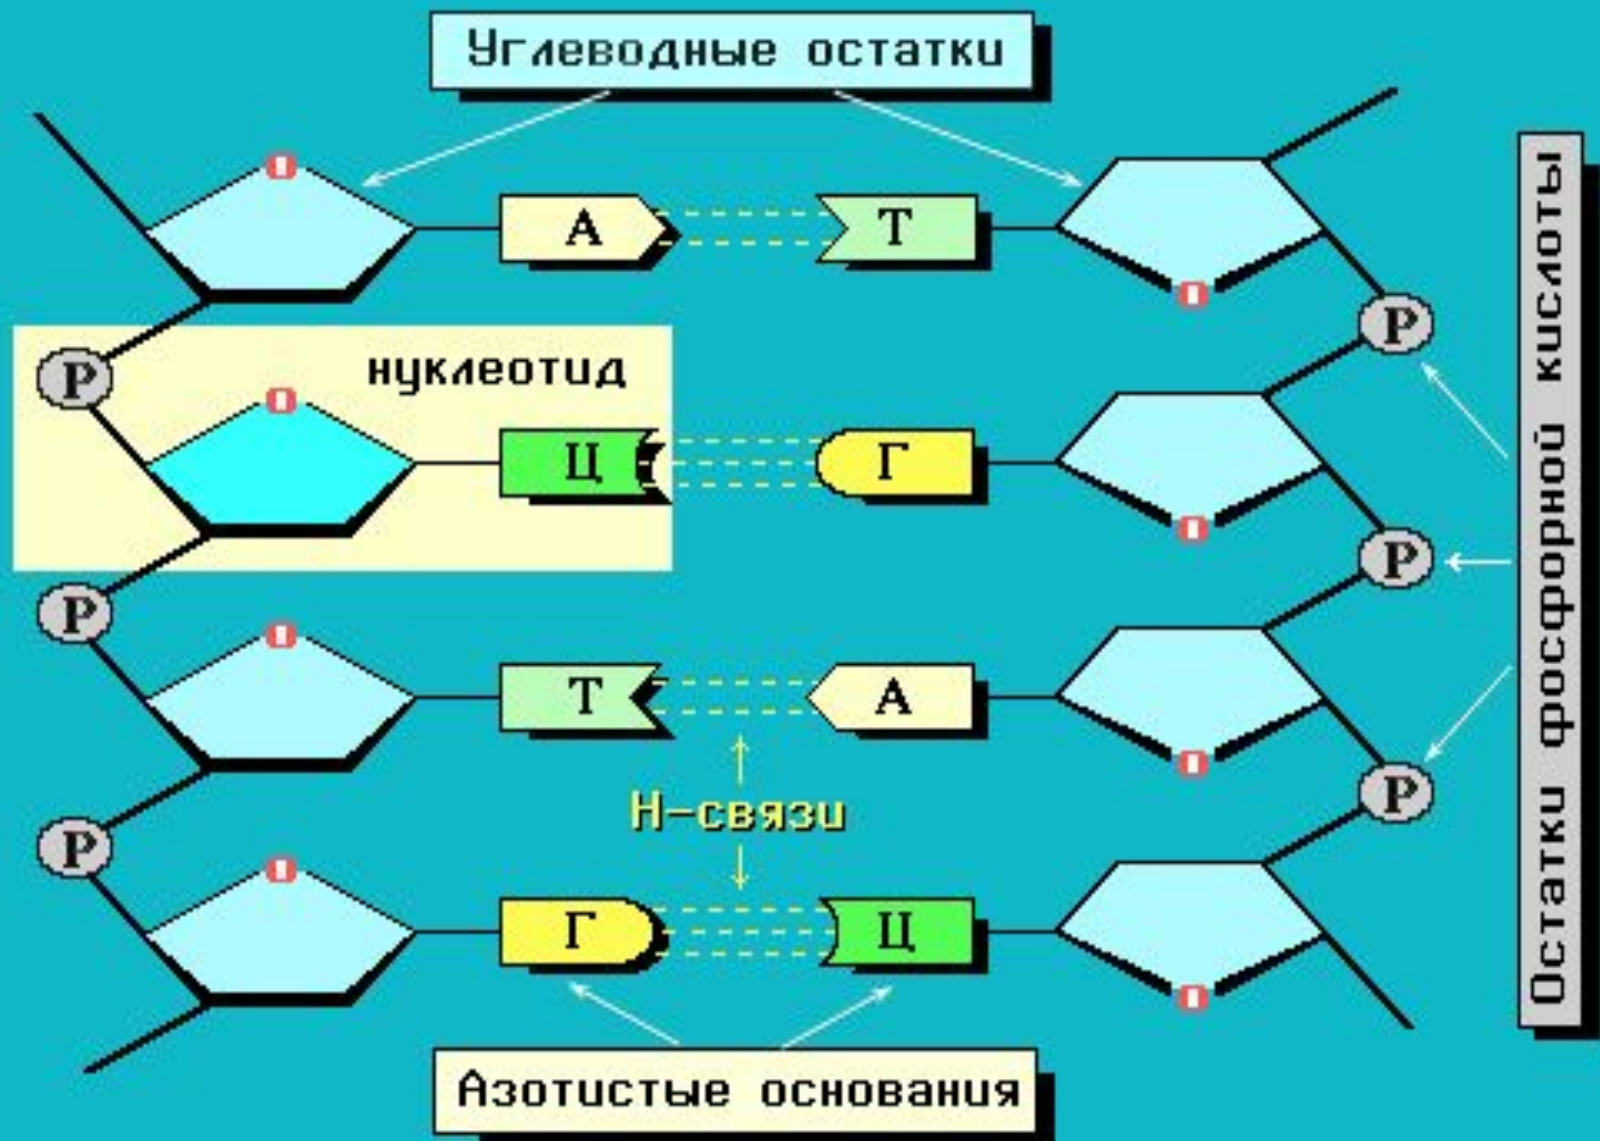 Углеводные остатки
А Т
Р
нуклеотид
Р
Ц Г
Р
Р
Т А
Р
Н-связи
Р
Г Ц
Азотистые основания
Остатки фосфорной кислоты